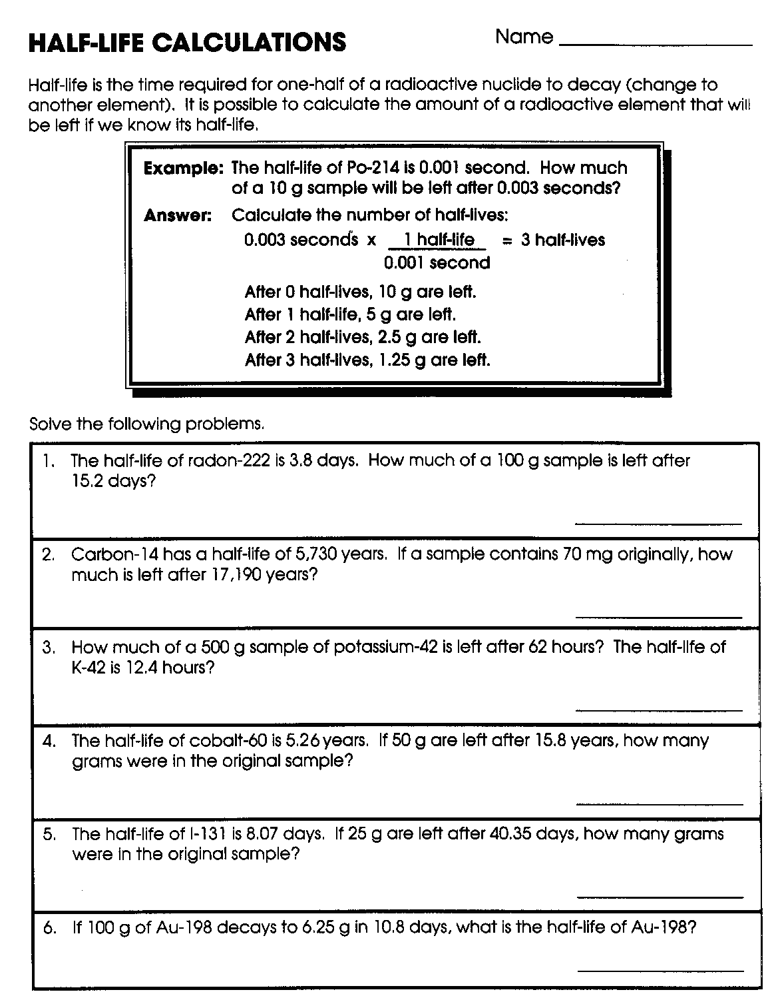 HALF-LIFE CALCULATIONS
Name
Half-life is the time required for one-half of a radioactive nuclide to decay (change to
another element). It is possible to calculate the amount of a radioactive element that will
be left if we know its half-life.
Example: The half-life of Po-214 is 0.001 second. How much
of a 10 g sample will be left after 0.003 seconds?
Answer: Calculate the number of half-lives:
0.003 seconds x 1 half-life = 3 half-lives
0.001 second
After 0 half-lives, 10 g are left.
After 1 half-life, 5 g are left.
After 2 half-lives, 2.5 g are left.
After 3 half-lives, 1.25 g are left.
Solve the following problems.
1. The half-life of radon-222 is 3.8 days. How much of a 100 g sample is left after
15.2 days?
2. Carbon-14 has a half-life of 5,730 years. If a sample contains 70 mg originally, how
much is left after 17,190 years?
3. How much of a 500 g sample of potassium-42 is left after 62 hours? The half-life of
K-42 is 12.4 hours?
4. The half-life of cobalt-60 is 5.26 years. If 50 g are left after 15.8 years, how many
grams were in the original sample?
5. The half-life of I-131 is 8.07 days. If 25 g are left after 40.35 days, how many grams
were in the original sample?
6. If 100 g of Au-198 decays to 6.25 g in 10.8 days, what is the half-life of Au-198?